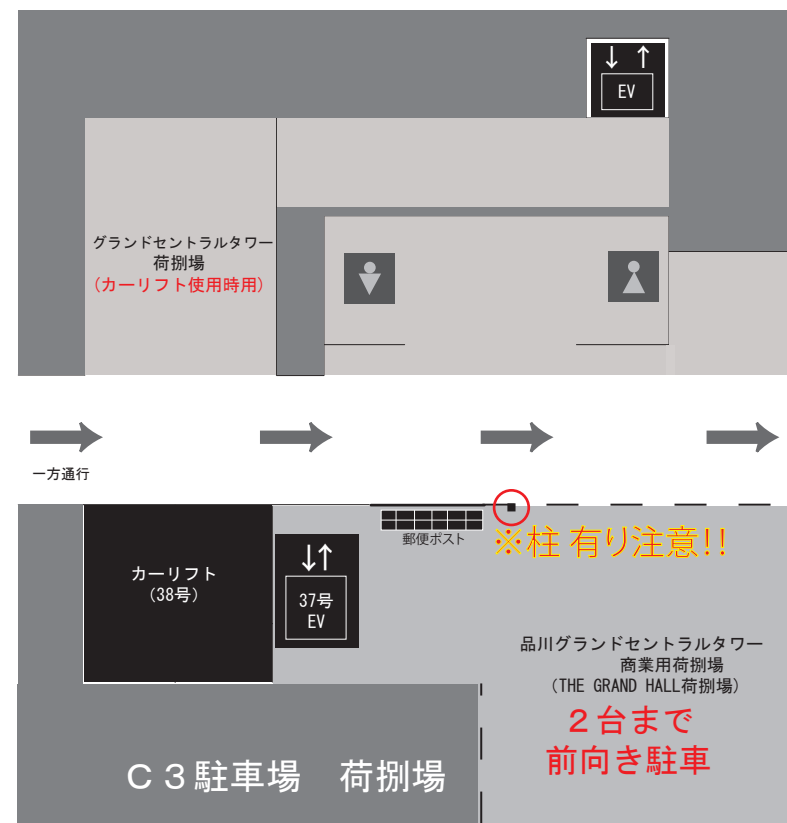 EV
グランドセントラルタワー
荷捌場
(カーリフト使用時用)
一方通行
郵便ポスト
※柱 有り注意!!
カーリフト
(38号)
37号
EV
品川グランドセントラルタワー
商業用荷捌場
(THE GRAND HALL荷捌場)
2台まで
前向き駐車
C3駐車場 荷捌場